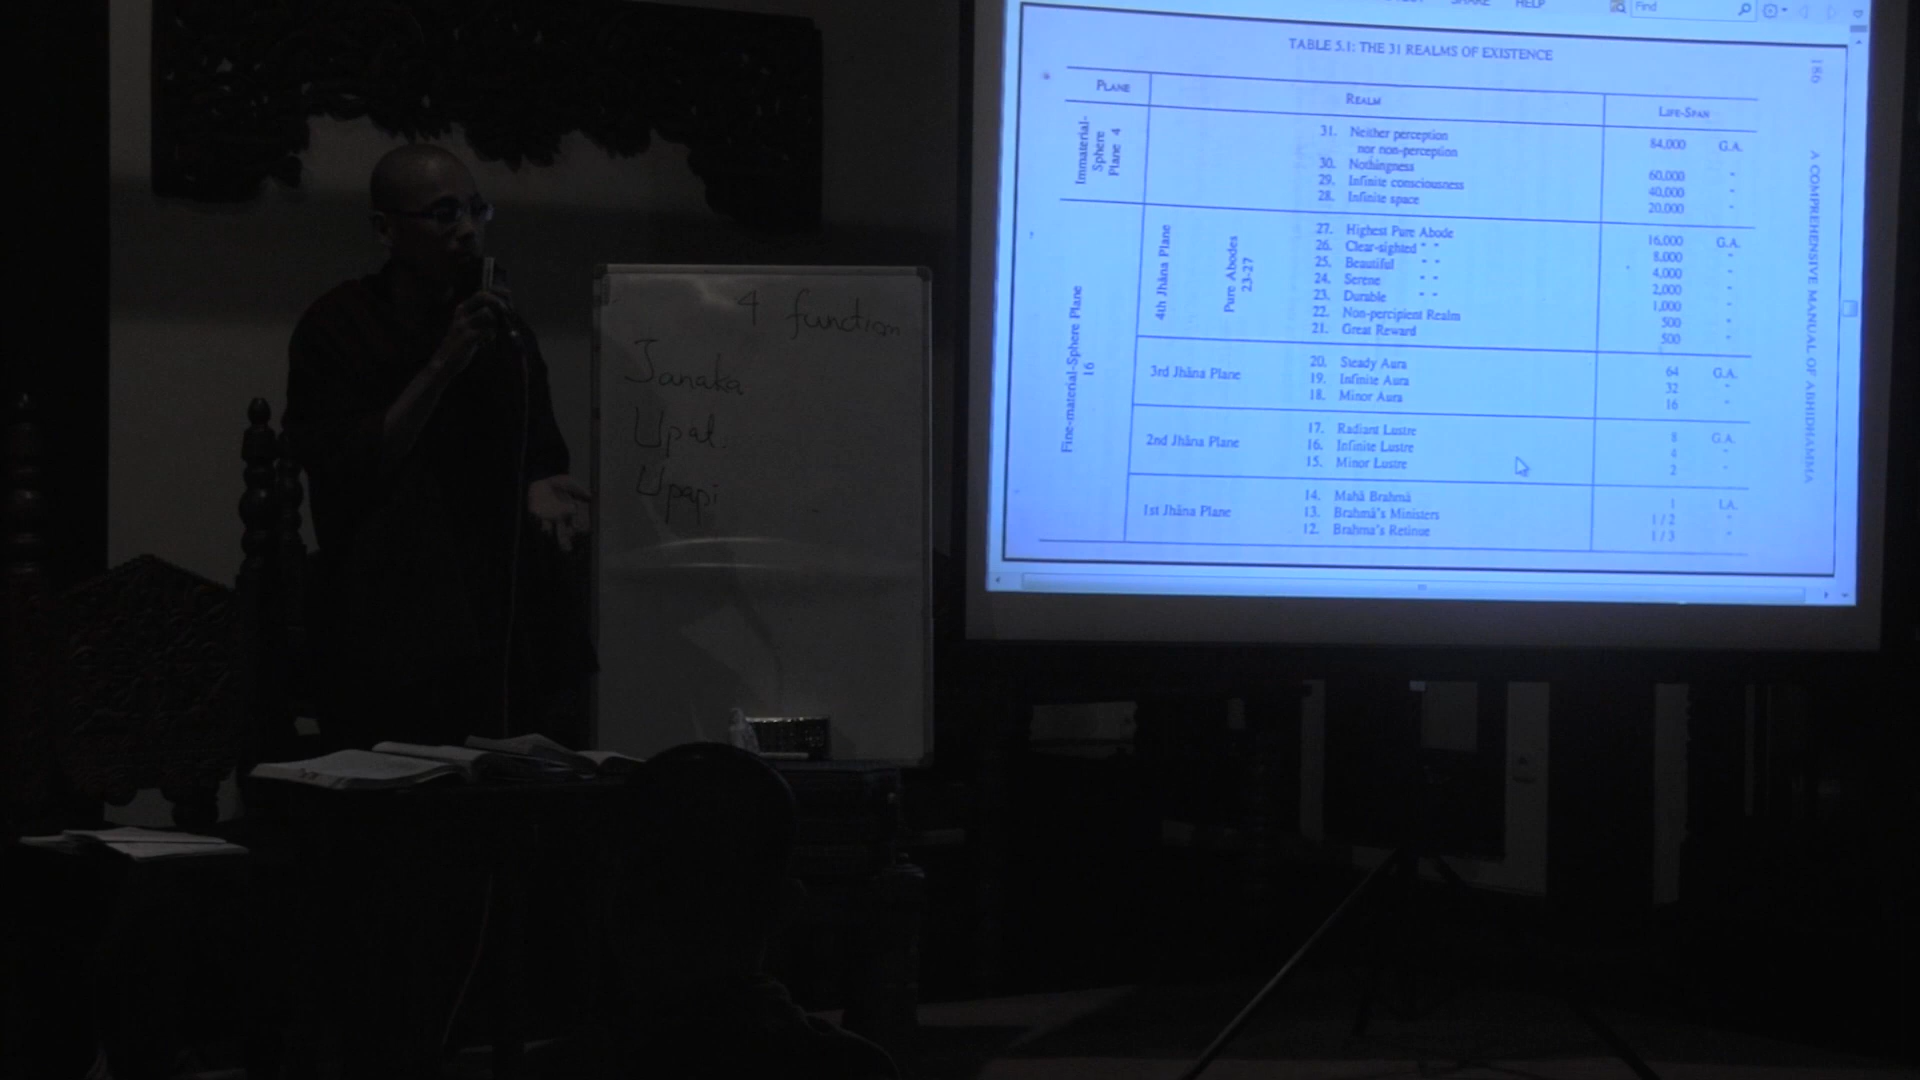 4 function
Janaka
Upal.
Upapi
HELP
Find
TABLE 5.1: THE 31 REALMS OF EXISTENCE
186
A COMPREHENSIVE MANUAL OF ABHIDHAMMA
PLANE REALM LIFE-SPAN
Immaterial-
Sphere
Plane 4
31. Neither perception 84,000 G.A.
nor non-perception
30. Nothingness 60,000 "
29. Infinite consciousness 40,000 "
28. Infinite space 20,000 "
Fine-material-Sphere Plane
16
4th Jhāna Plane
Pure Abodes
23-27
27. Highest Pure Abode 16,000 G.A.
26. Clear-sighted " " 8,000 "
25. Beautiful " " 4,000 "
24. Serene " " 2,000 "
23. Durable " " 1,000 "
22. Non-percipient Realm 500 "
21. Great Reward 500 "
3rd Jhāna Plane
20. Steady Aura 64 G.A.
19. Infinite Aura 32 "
18. Minor Aura 16 "
2nd Jhāna Plane
17. Radiant Lustre 8 G.A.
16. Infinite Lustre 4 "
15. Minor Lustre 2 "
1st Jhāna Plane
14. Mahā Brahmā 1 I.A.
13. Brahmā's Ministers 1/2 "
12. Brahma's Retinue 1/3 "